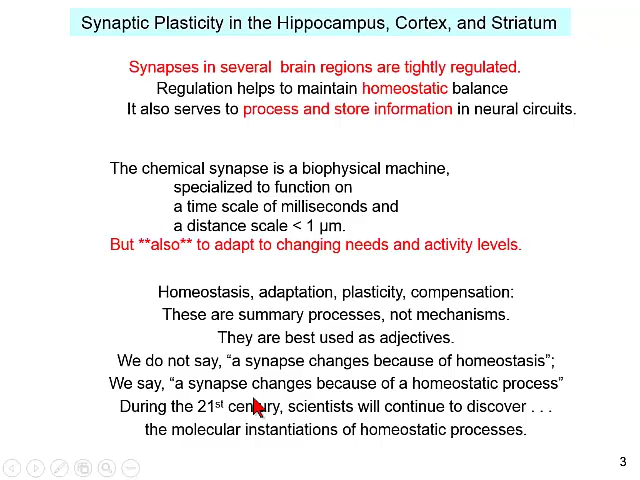 Synaptic Plasticity in the Hippocampus, Cortex, and Striatum
Synapses in several brain regions are tightly regulated.
Regulation helps to maintain homeostatic balance
It also serves to process and store information in neural circuits.
The chemical synapse is a biophysical machine,
specialized to function on
a time scale of milliseconds and
a distance scale < 1 μm.
But **also** to adapt to changing needs and activity levels.
Homeostasis, adaptation, plasticity, compensation:
These are summary processes, not mechanisms.
They are best used as adjectives.
We do not say, “a synapse changes because of homeostasis”;
We say, “a synapse changes because of a homeostatic process”
During the 21st century, scientists will continue to discover . . .
the molecular instantiations of homeostatic processes.
3